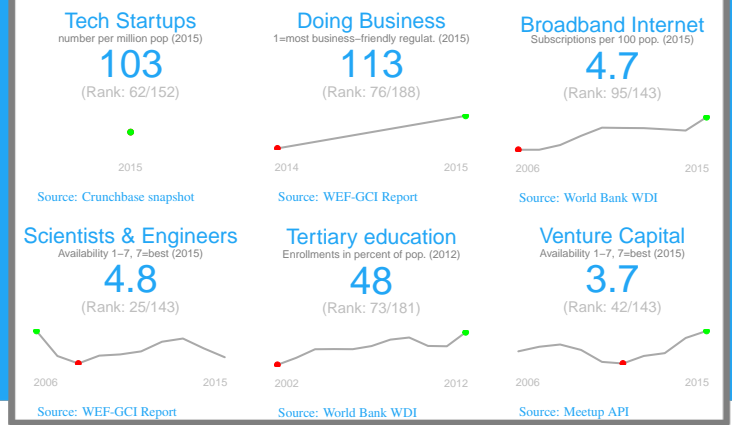 Tech Startups
number per million pop (2015)
103
(Rank: 62/152)
2015
Source: Crunchbase snapshot
Doing Business
1=most business−friendly regulat. (2015)
113
(Rank: 76/188)
2014 2015
Source: WEF-GCI Report
Broadband Internet
Subscriptions per 100 pop. (2015)
4.7
(Rank: 95/143)
2006 2015
Source: World Bank WDI
Scientists & Engineers
Availability 1−7, 7=best (2015)
4.8
(Rank: 25/143)
2006 2015
Source: WEF-GCI Report
Tertiary education
Enrollments in percent of pop. (2012)
48
(Rank: 73/181)
2002 2012
Source: World Bank WDI
Venture Capital
Availability 1−7, 7=best (2015)
3.7
(Rank: 42/143)
2006 2015
Source: Meetup API